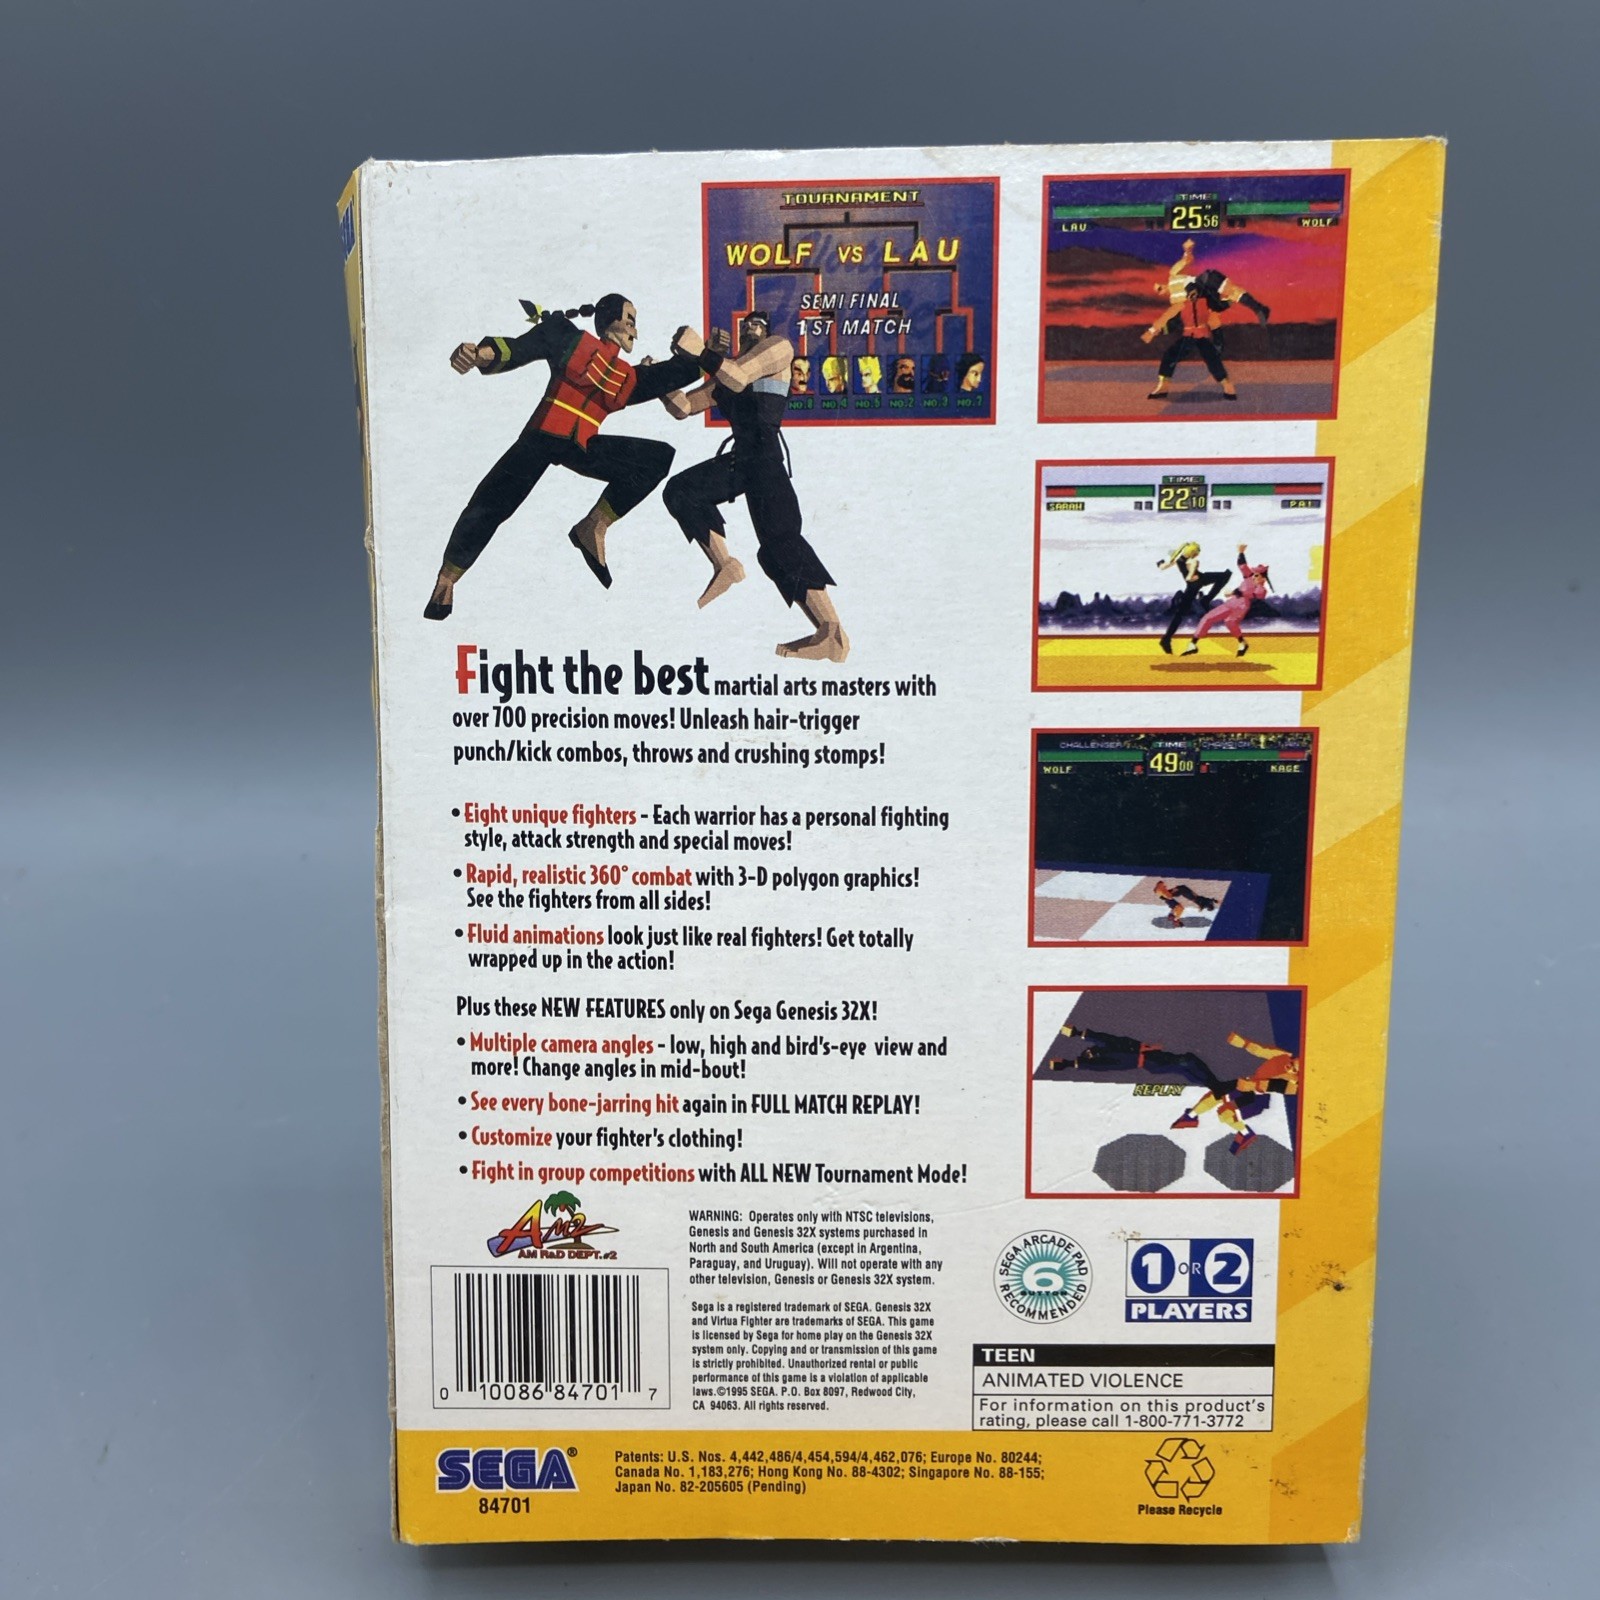 TOURNAMENT
WOLF VS LAU
SEMI FINAL
1ST MATCH
NO.8 NO.4 NO.5 NO.2 NO.3 NO.7
TIME
25"56
LAU
WOLF
TIME
22"10
SARAH
PAI
CHALLENGER
TIME
CHAMPION
49"00
WOLF
KAGE
REPLAY
Fight the best martial arts masters with
over 700 precision moves! Unleash hair-trigger
punch/kick combos, throws and crushing stomps!
• Eight unique fighters - Each warrior has a personal fighting
style, attack strength and special moves!
• Rapid, realistic 360° combat with 3-D polygon graphics!
See the fighters from all sides!
• Fluid animations look just like real fighters! Get totally
wrapped up in the action!
Plus these NEW FEATURES only on Sega Genesis 32X!
• Multiple camera angles - low, high and bird's-eye view and
more! Change angles in mid-bout!
• See every bone-jarring hit again in FULL MATCH REPLAY!
• Customize your fighter's clothing!
• Fight in group competitions with ALL NEW Tournament Mode!
AM2
AM R&D DEPT.#2
WARNING: Operates only with NTSC televisions,
Genesis and Genesis 32X systems purchased in
North and South America (except in Argentina,
Paraguay, and Uruguay). Will not operate with any
other television, Genesis or Genesis 32X system.
Sega is a registered trademark of SEGA. Genesis 32X
and Virtua Fighter are trademarks of SEGA. This game
is licensed by Sega for home play on the Genesis 32X
system only. Copying and or transmission of this game
is strictly prohibited. Unauthorized rental or public
performance of this game is a violation of applicable
laws.©1995 SEGA. P.O. Box 8097, Redwood City,
CA 94063. All rights reserved.
0 10086 84701 7
SEGA ARCADE PAD
6
BUTTON
RECOMMENDED
1 OR 2
PLAYERS
TEEN
ANIMATED VIOLENCE
For information on this product's
rating, please call 1-800-771-3772
SEGA®
84701
Patents: U.S. Nos. 4,442,486/4,454,594/4,462,076; Europe No. 80244;
Canada No. 1,183,276; Hong Kong No. 88-4302; Singapore No. 88-155;
Japan No. 82-205605 (Pending)
Please Recycle